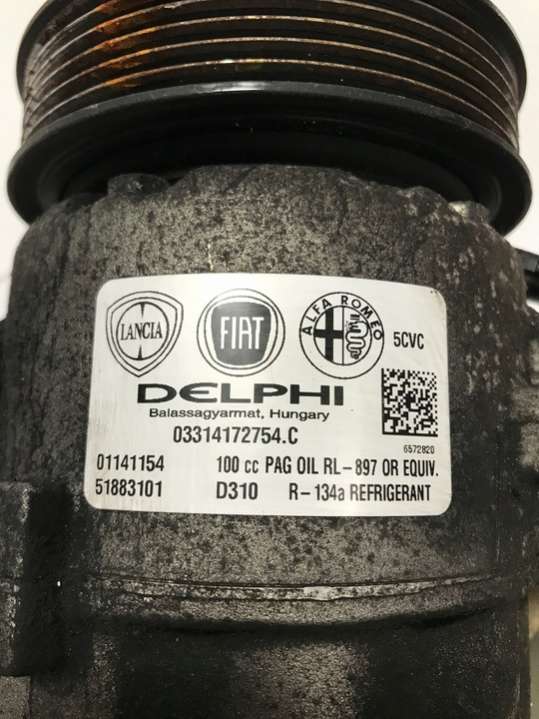 LANCIA
FIAT
ALFA ROMEO
5CVC
DELPHI
Balassagyarmat, Hungary
03314172754.C
6572820
01141154 100 cc PAG OIL RL-897 OR EQUIV.
51883101 D310 R-134a REFRIGERANT